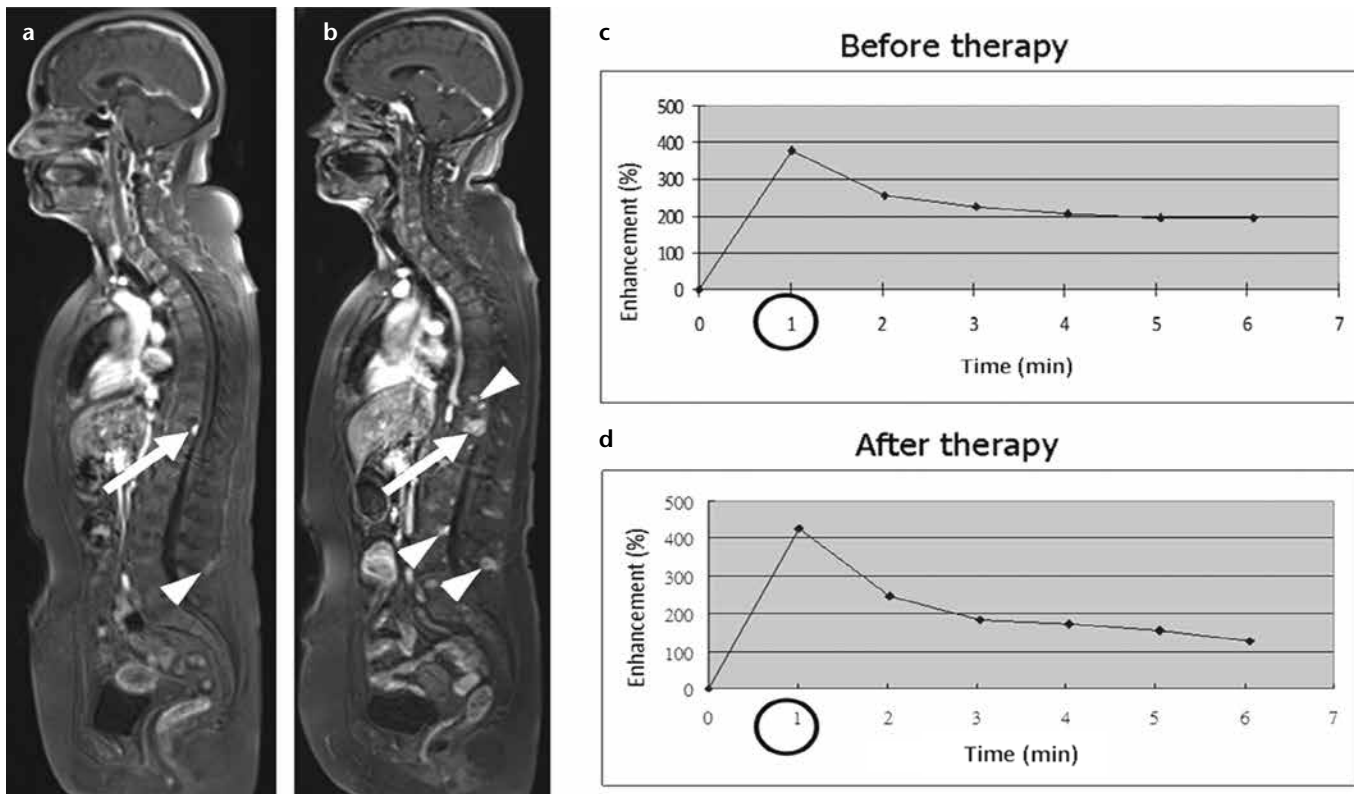 a
b
c
Before therapy
Enhancement (%)
500
400
300
200
100
0
0 1 2 3 4 5 6 7
Time (min)
d
After therapy
Enhancement (%)
500
400
300
200
100
0
0 1 2 3 4 5 6 7
Time (min)